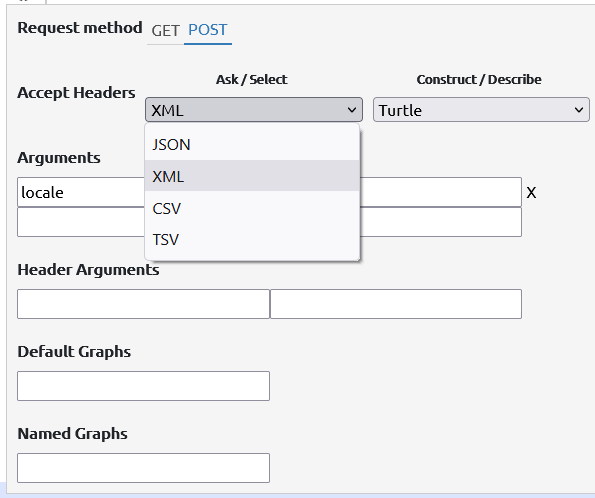 Request method GET POST
Ask / Select Construct / Describe
Accept Headers XML Turtle
JSON
Arguments
XML
locale X
CSV
TSV
Header Arguments
Default Graphs
Named Graphs